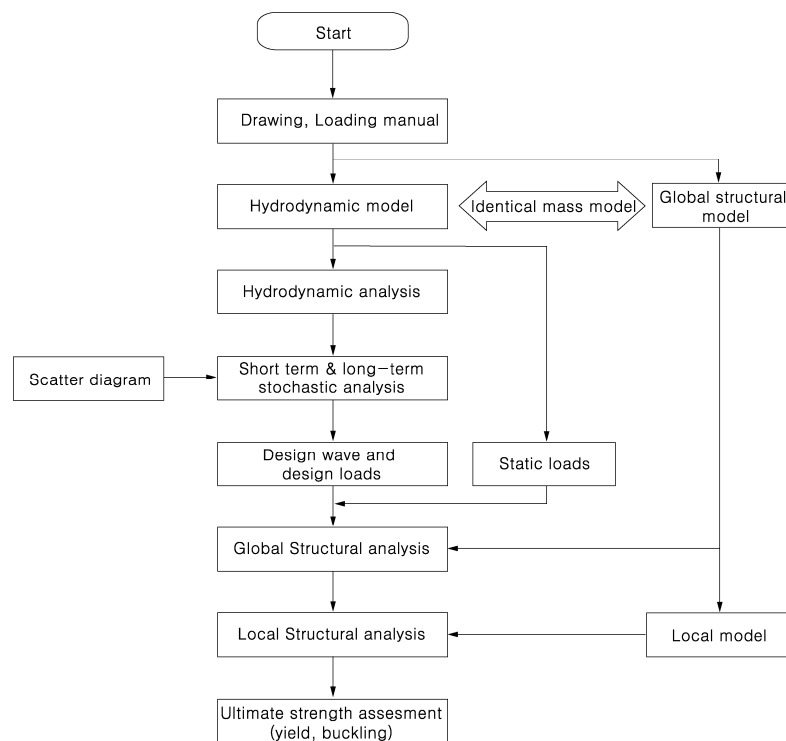 Start
Drawing, Loading manual
Hydrodynamic model
Identical mass model
Global structural
model
Hydrodynamic analysis
Scatter diagram
Short term & long-term
stochastic analysis
Design wave and
design loads
Static loads
Global Structural analysis
Local Structural analysis
Local model
Ultimate strength assesment
(yield, buckling)